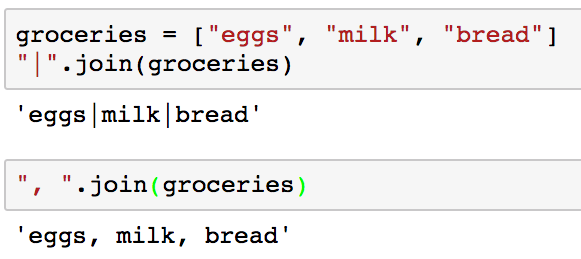 groceries = ["eggs", "milk", "bread"]
"|".join(groceries)
'eggs|milk|bread'
", ".join(groceries)
'eggs, milk, bread'